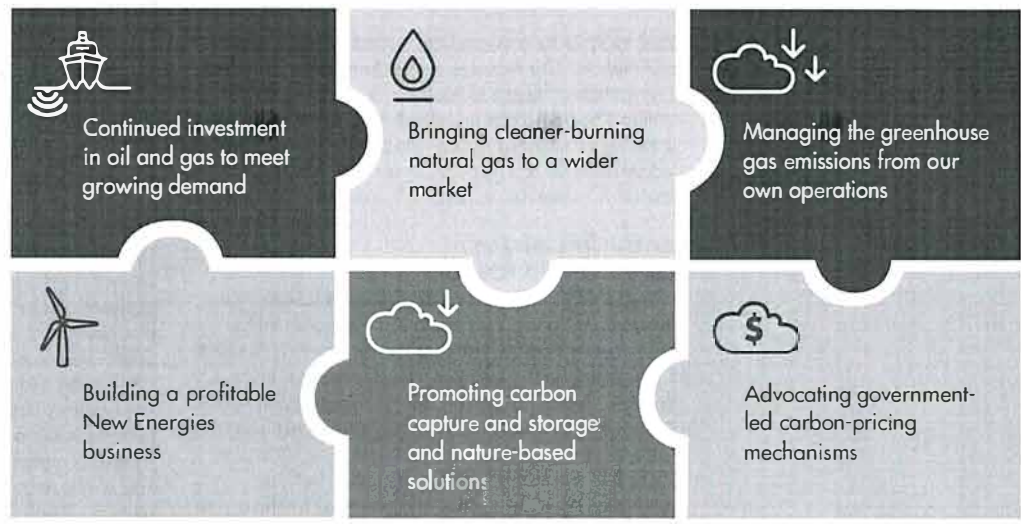 Continued investment
in oil and gas to meet
growing demand
Bringing cleaner-burning
natural gas to a wider
market
Managing the greenhouse
gas emissions from our
own operations
Building a profitable
New Energies
business
Promoting carbon
capture and storage
and nature-based
solutions
$
Advocating government-
led carbon-pricing
mechanisms